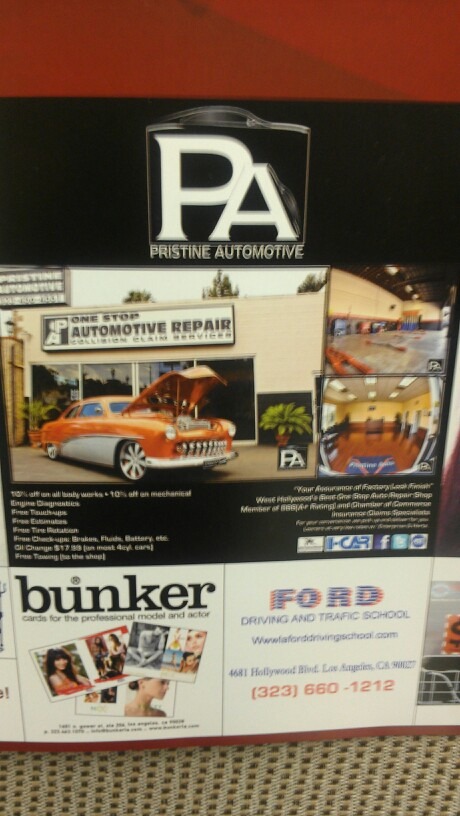 PA
PRISTINE AUTOMOTIVE
PRISTINE
AUTOMOTIVE
PA
ONE STOP
AUTOMOTIVE REPAIR
COLLISION CLAIM SERVICES
PA
PA
10% off on all body works • 10% off on mechanical
Engine Diagnostics
Free Touchups
Free Estimates
Free Tire Rotation
Free Check-ups: Brakes, Fluids, Battery, etc.
Oil Change $17.99 (on most 4cyl. cars)
Free Towing (to the shop)
"Your Assurance of Factory Look Finish"
West Hollywood's Best One Stop Auto Repair Shop
Member of BBB(A+ Rating) and Chamber of Commerce
Insurance Claims Specialists
I-CAR
bunker
cards for the professional model and actor
FORD
DRIVING AND TRAFIC SCHOOL
Wwwlaforddrivingschool.com
4681 Hollywood Blvd. Los Angeles, CA 90027
(323) 660 -1212